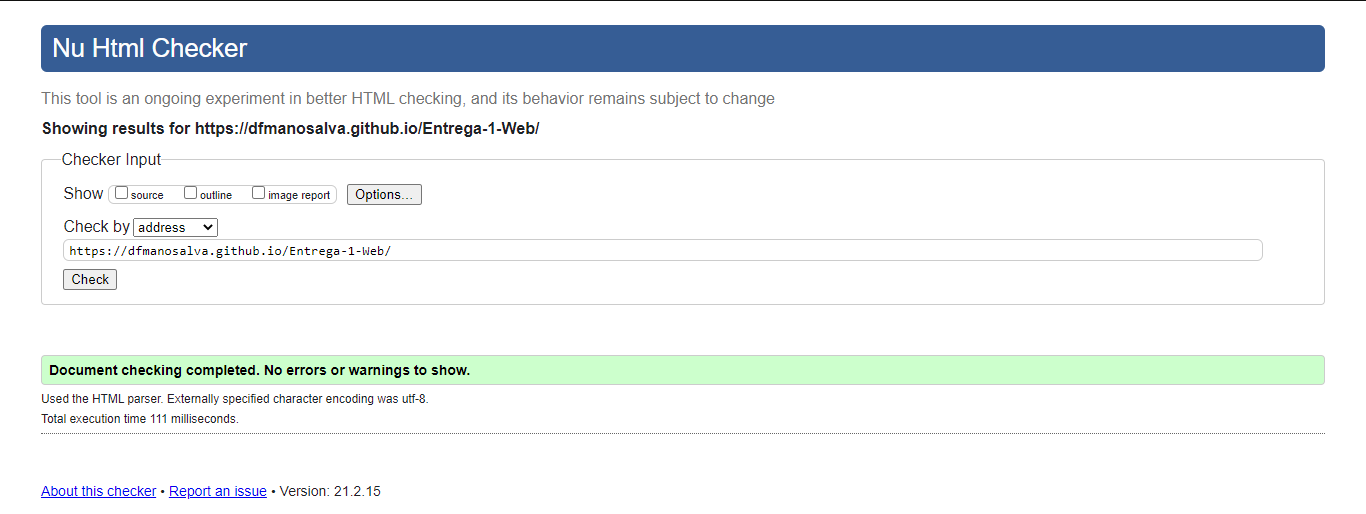 Nu Html Checker
This tool is an ongoing experiment in better HTML checking, and its behavior remains subject to change
Showing results for https://dfmanosalva.github.io/Entrega-1-Web/
Checker Input
Show source outline image report Options...
Check by address
https://dfmanosalva.github.io/Entrega-1-Web/
Check
Document checking completed. No errors or warnings to show.
Used the HTML parser. Externally specified character encoding was utf-8.
Total execution time 111 milliseconds.
About this checker • Report an issue • Version: 21.2.15